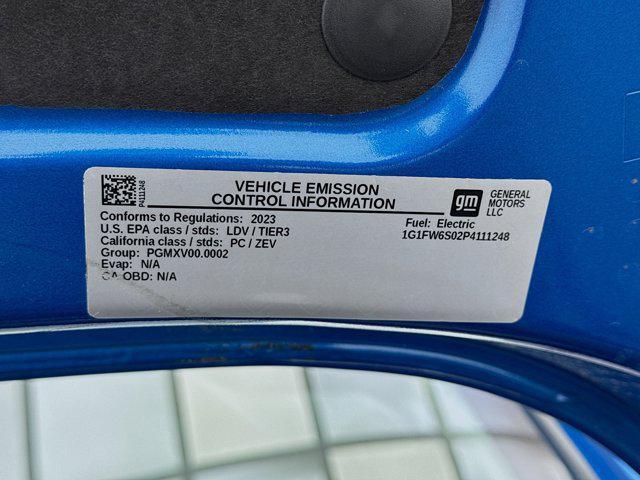 P4111248
VEHICLE EMISSION
CONTROL INFORMATION
gm
GENERAL
MOTORS
LLC
Conforms to Regulations: 2023
U.S. EPA class / stds: LDV / TIER3
California class / stds: PC / ZEV
Group: PGMXV00.0002
Evap: N/A
CA OBD: N/A
Fuel: Electric
1G1FW6S02P4111248